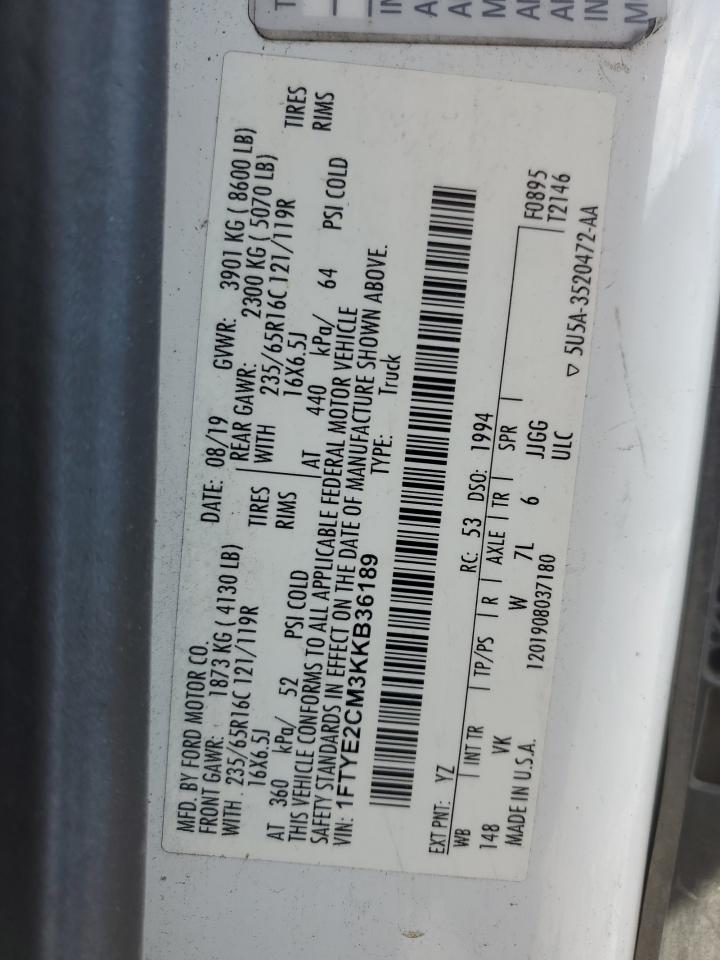 MFD. BY FORD MOTOR CO.
DATE: 08/19 GVWR: 3901 KG ( 8600 LB)
FRONT GAWR: 1873 KG ( 4130 LB) REAR GAWR: 2300 KG ( 5070 LB)
WITH 235/65R16C 121/119R TIRES WITH 235/65R16C 121/119R TIRES
16X6.5J RIMS 16X6.5J RIMS
AT 360 kPa/ 52 PSI COLD AT 440 kPa/ 64 PSI COLD
THIS VEHICLE CONFORMS TO ALL APPLICABLE FEDERAL MOTOR VEHICLE
SAFETY STANDARDS IN EFFECT ON THE DATE OF MANUFACTURE SHOWN ABOVE.
VIN: 1FTYE2CM3KKB36189 TYPE: Truck
EXT PNT: YZ RC: 53 DSO: 1994
WB INT TR TP/PS R AXLE TR SPR F0895
148 VK W 7L 6 JJGG T2146
MADE IN U.S.A. 1201908037180 ULC
▽ 5U5A-3520472-AA